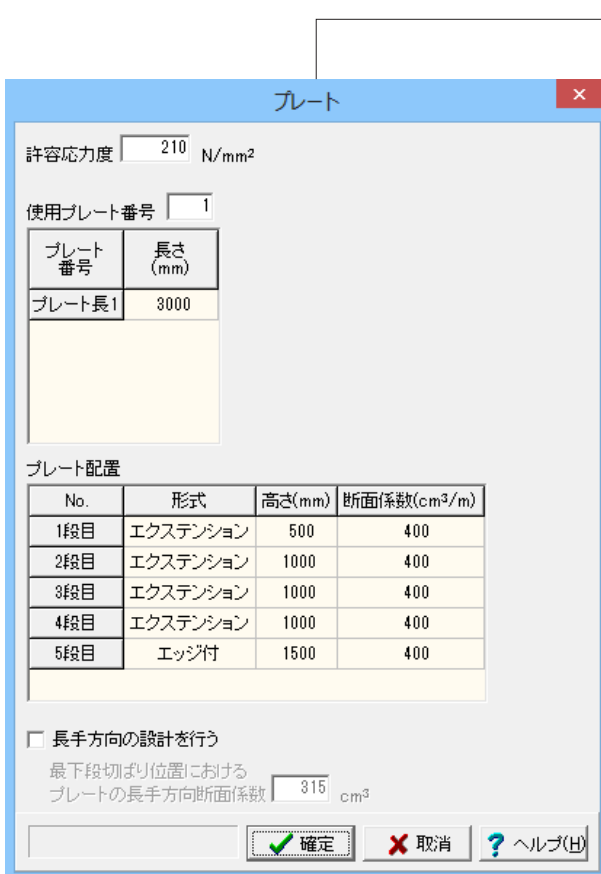 プレート
許容応力度 210 N/mm²
使用プレート番号 1
プレート番号 長さ(mm)
プレート長1 3000
プレート配置
No. 形式 高さ(mm) 断面係数(cm³/m)
1段目 エクステンション 500 400
2段目 エクステンション 1000 400
3段目 エクステンション 1000 400
4段目 エクステンション 1000 400
5段目 エッジ付 1500 400
長手方向の設計を行う
最下段切ばり位置における
プレートの長手方向断面係数 315 cm³
確定 取消 ヘルプ(H)